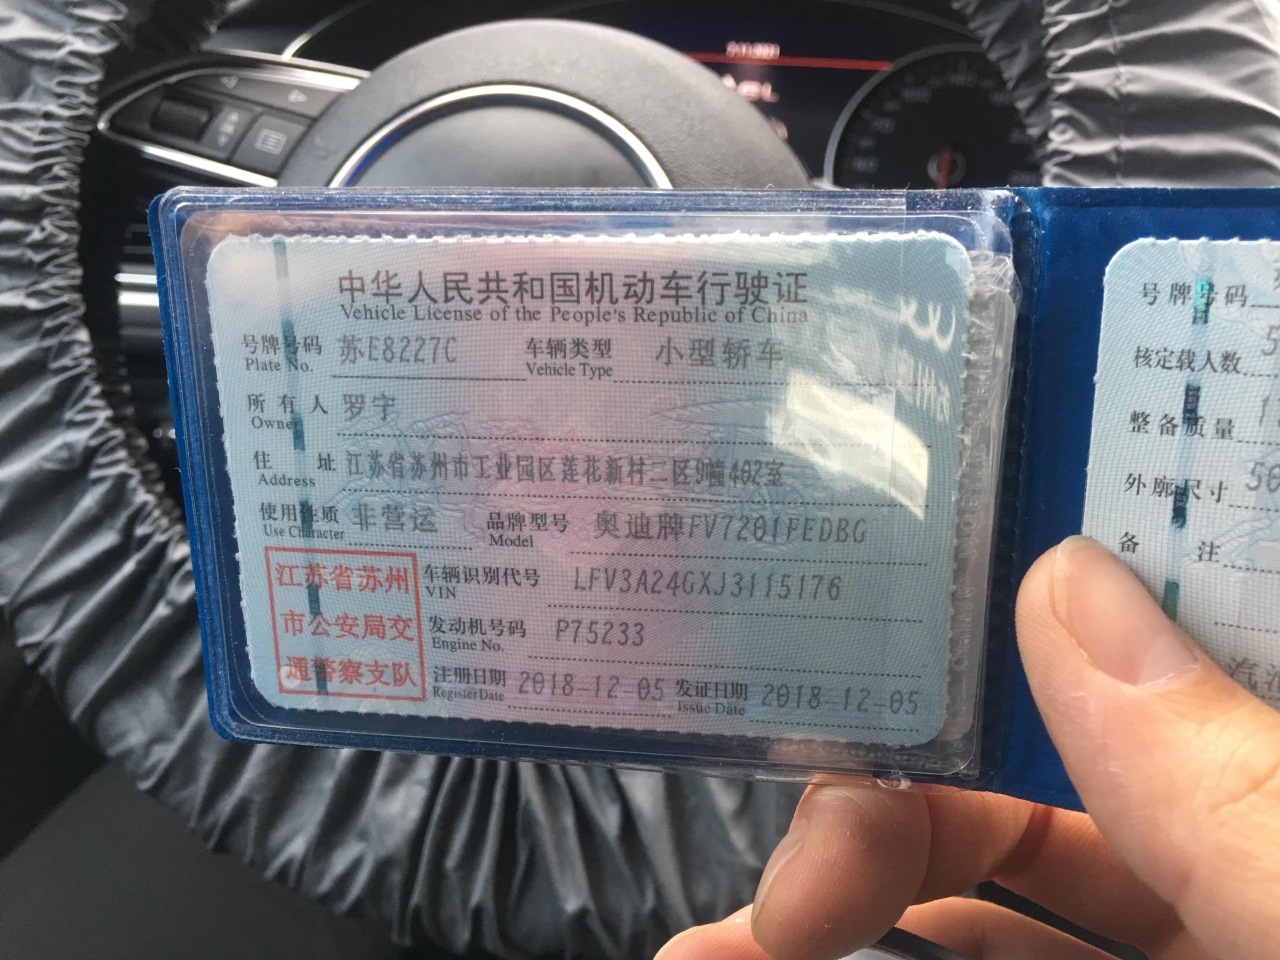 中华人民共和国机动车行驶证
Vehicle License of the People's Republic of China
号牌号码 苏E8227C 车辆类型 小型轿车
Plate No. Vehicle Type
所有人 罗宇
Owner
住址 江苏省苏州市工业园区莲花新村二区9幢402室
Address
使用性质 非营运 品牌型号 奥迪牌FV7201FEDBG
Use Character Model
江苏省苏州
市公安局交
通警察支队
车辆识别代号 LFV3A24GXJ3115176
VIN
发动机号码 P75233
Engine No.
注册日期 2018-12-05 发证日期 2018-12-05
Register Date Issue Date
号牌号码
核定载人数 5
整备质量
外廓尺寸 50
备注